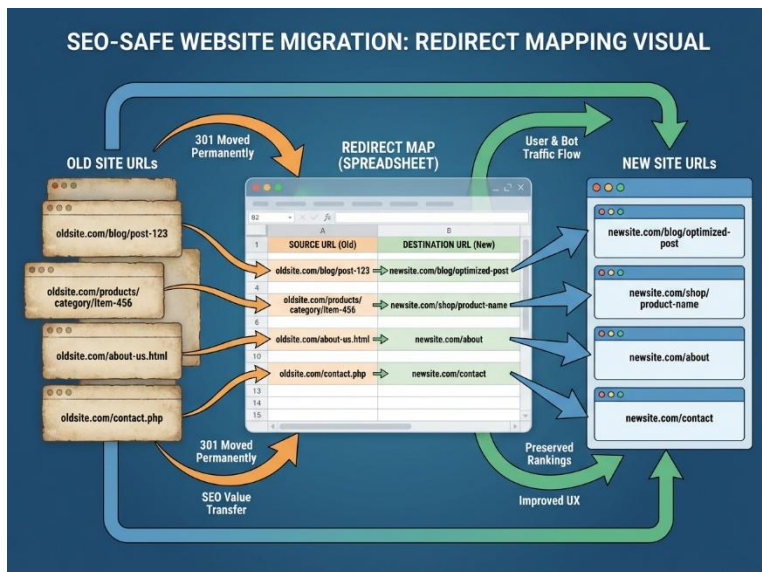 SEO-SAFE WEBSITE MIGRATION: REDIRECT MAPPING VISUAL
301 Moved
Permanently
REDIRECT MAP
(SPREADSHEET)
User & Bot
Traffic Flow
OLD SITE URLs
NEW SITE URLs
oldsite.com/blog/post-123
oldsite.com/products/
category/Item-456
oldsite.com/about-us.html
oldsite.com/contact.php
B2
fx
A
B
1
SOURCE URL (Old)
DESTINATION URL (New)
oldsite.com/blog/post-123
newsite.com/blog/optimized-post
4
oldsite.com/products/
category/Item-456
newsite.com/shop/product-name
6
oldsite.com/about-us.html
newsite.com/about
10
oldsite.com/contact.php
newsite.com/contact
13
14
15
newsite.com/blog/optimized-
post
newsite.com/shop/
product-name
newsite.com/about
newsite.com/contact
301 Moved
Permanently
SEO Value
Transfer
Preserved
Rankings
Improved UX